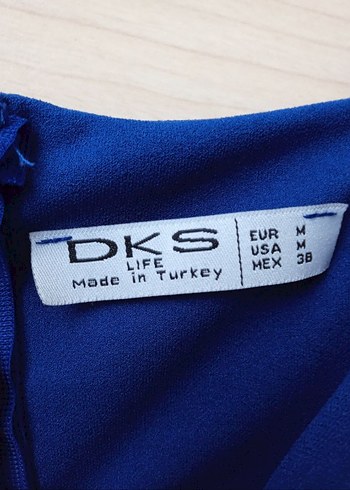 DKS
LIFE
Made in Turkey
EUR M
USA M
MEX 38